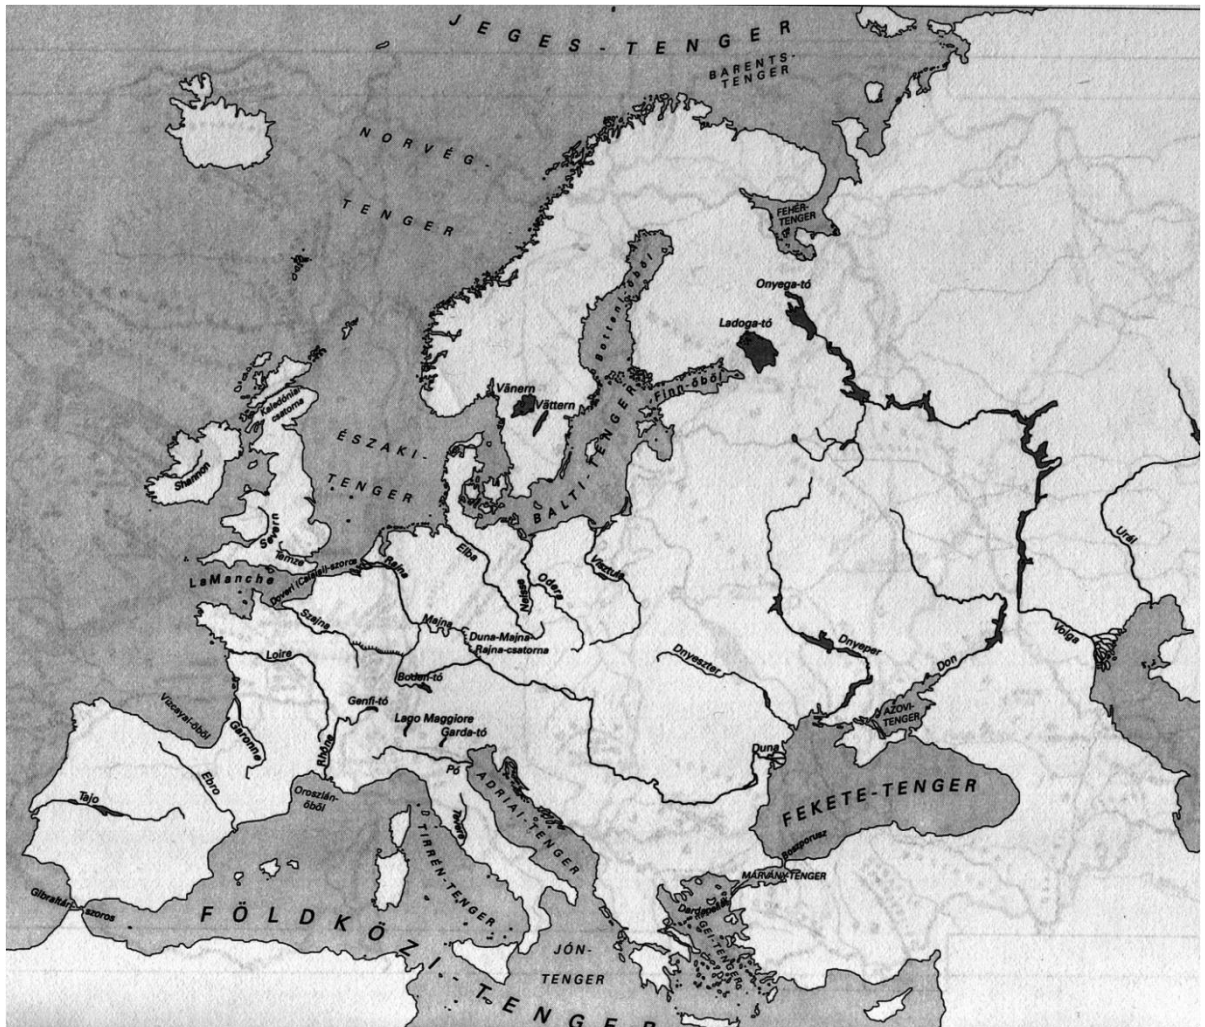 JEGES-TENGER
BARENTS-
TENGER
NORVÉG-
TENGER
FEHÉR-
TENGER
Botteni-öböl
Onyega-tó
Ladoga-tó
Finn-öböl
Vänern
Vättern
Kaledóniai-
csatorna
ÉSZAKI-
TENGER
BALTI-TENGER
Shannon
Severn
Temze
LaManche
Doveri (Calais-i)-szoros
Rajna
Elba
Neisse
Odera
Visztula
Urál
Szajna
Majna
Duna-Majna-
Rajna-csatorna
Loire
Boden-tó
Dnyeszter
Dnyeper
Don
Volga
Vizcayai-öböl
Garonne
Genfi-tó
Lago Maggiore
Garda-tó
Rhône
AZOVI-
TENGER
Duna
Pó
Ebro
Tajo
Oroszlán-
öböl
ADRIAI-TENGER
Tevere
TIRRÉN-TENGER
FEKETE-TENGER
Boszporusz
MÁRVÁNY-TENGER
Gibraltári-szoros
FÖLDKÖZI-TENGER
JÓN-
TENGER